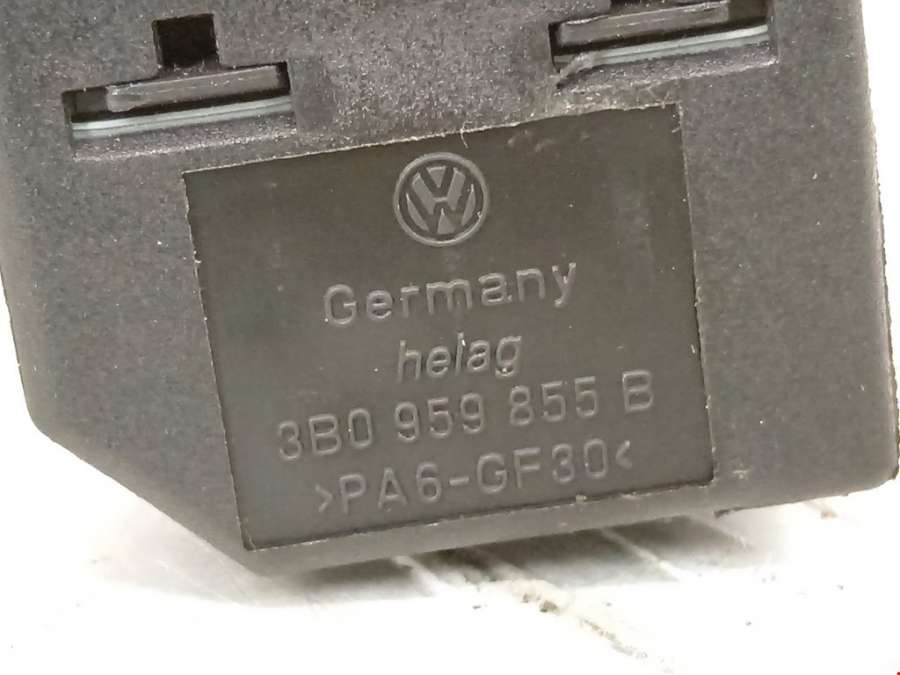 Germany
helag
3B0 959 855 B
>PA6-GF30<